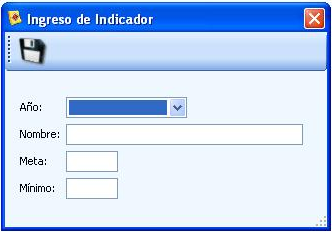 Ingreso de Indicador
Año:
Nombre:
Meta:
Mínimo: